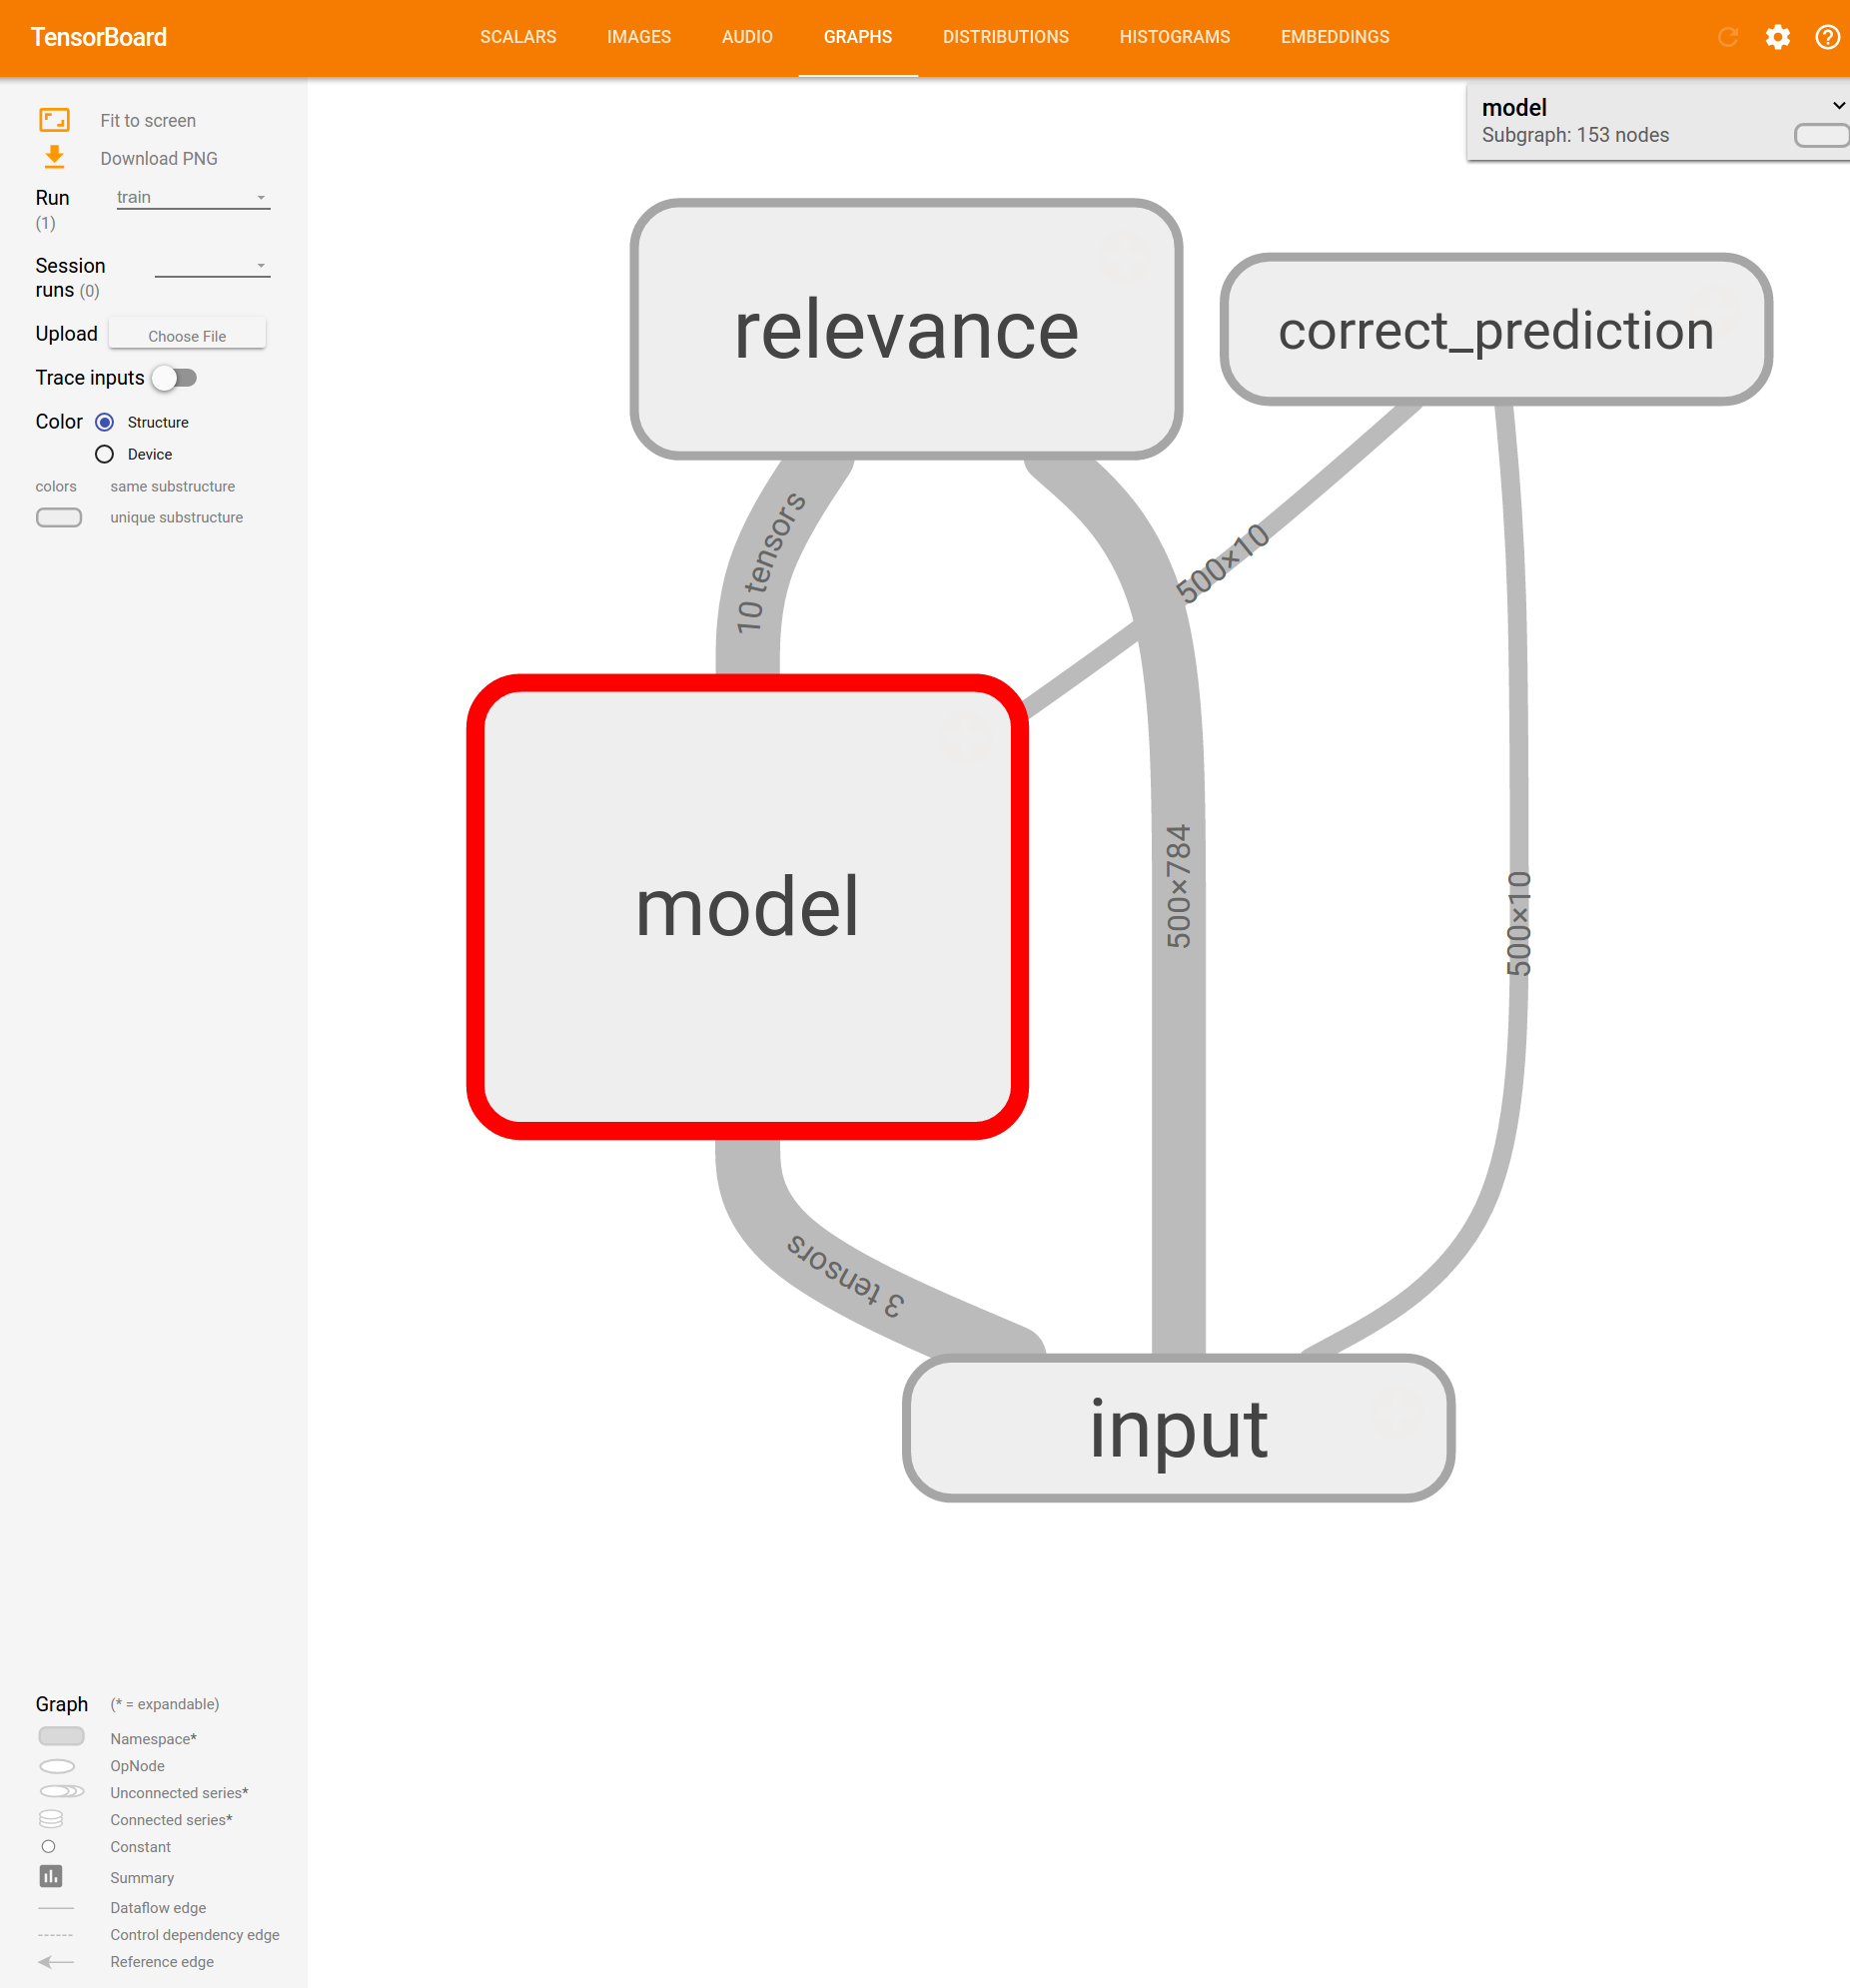 TensorBoard
SCALARS
IMAGES
AUDIO
GRAPHS
DISTRIBUTIONS
HISTOGRAMS
EMBEDDINGS
Fit to screen
Download PNG
Run
(1)
train
Session
runs (0)
Upload
Choose File
Trace inputs
Color
Structure
Device
colors
same substructure
unique substructure
model
Subgraph: 153 nodes
relevance
correct_prediction
10 tensors
500×10
model
500×784
500×10
3 tensors
input
Graph
(* = expandable)
Namespace*
OpNode
Unconnected series*
Connected series*
Constant
Summary
Dataflow edge
Control dependency edge
Reference edge